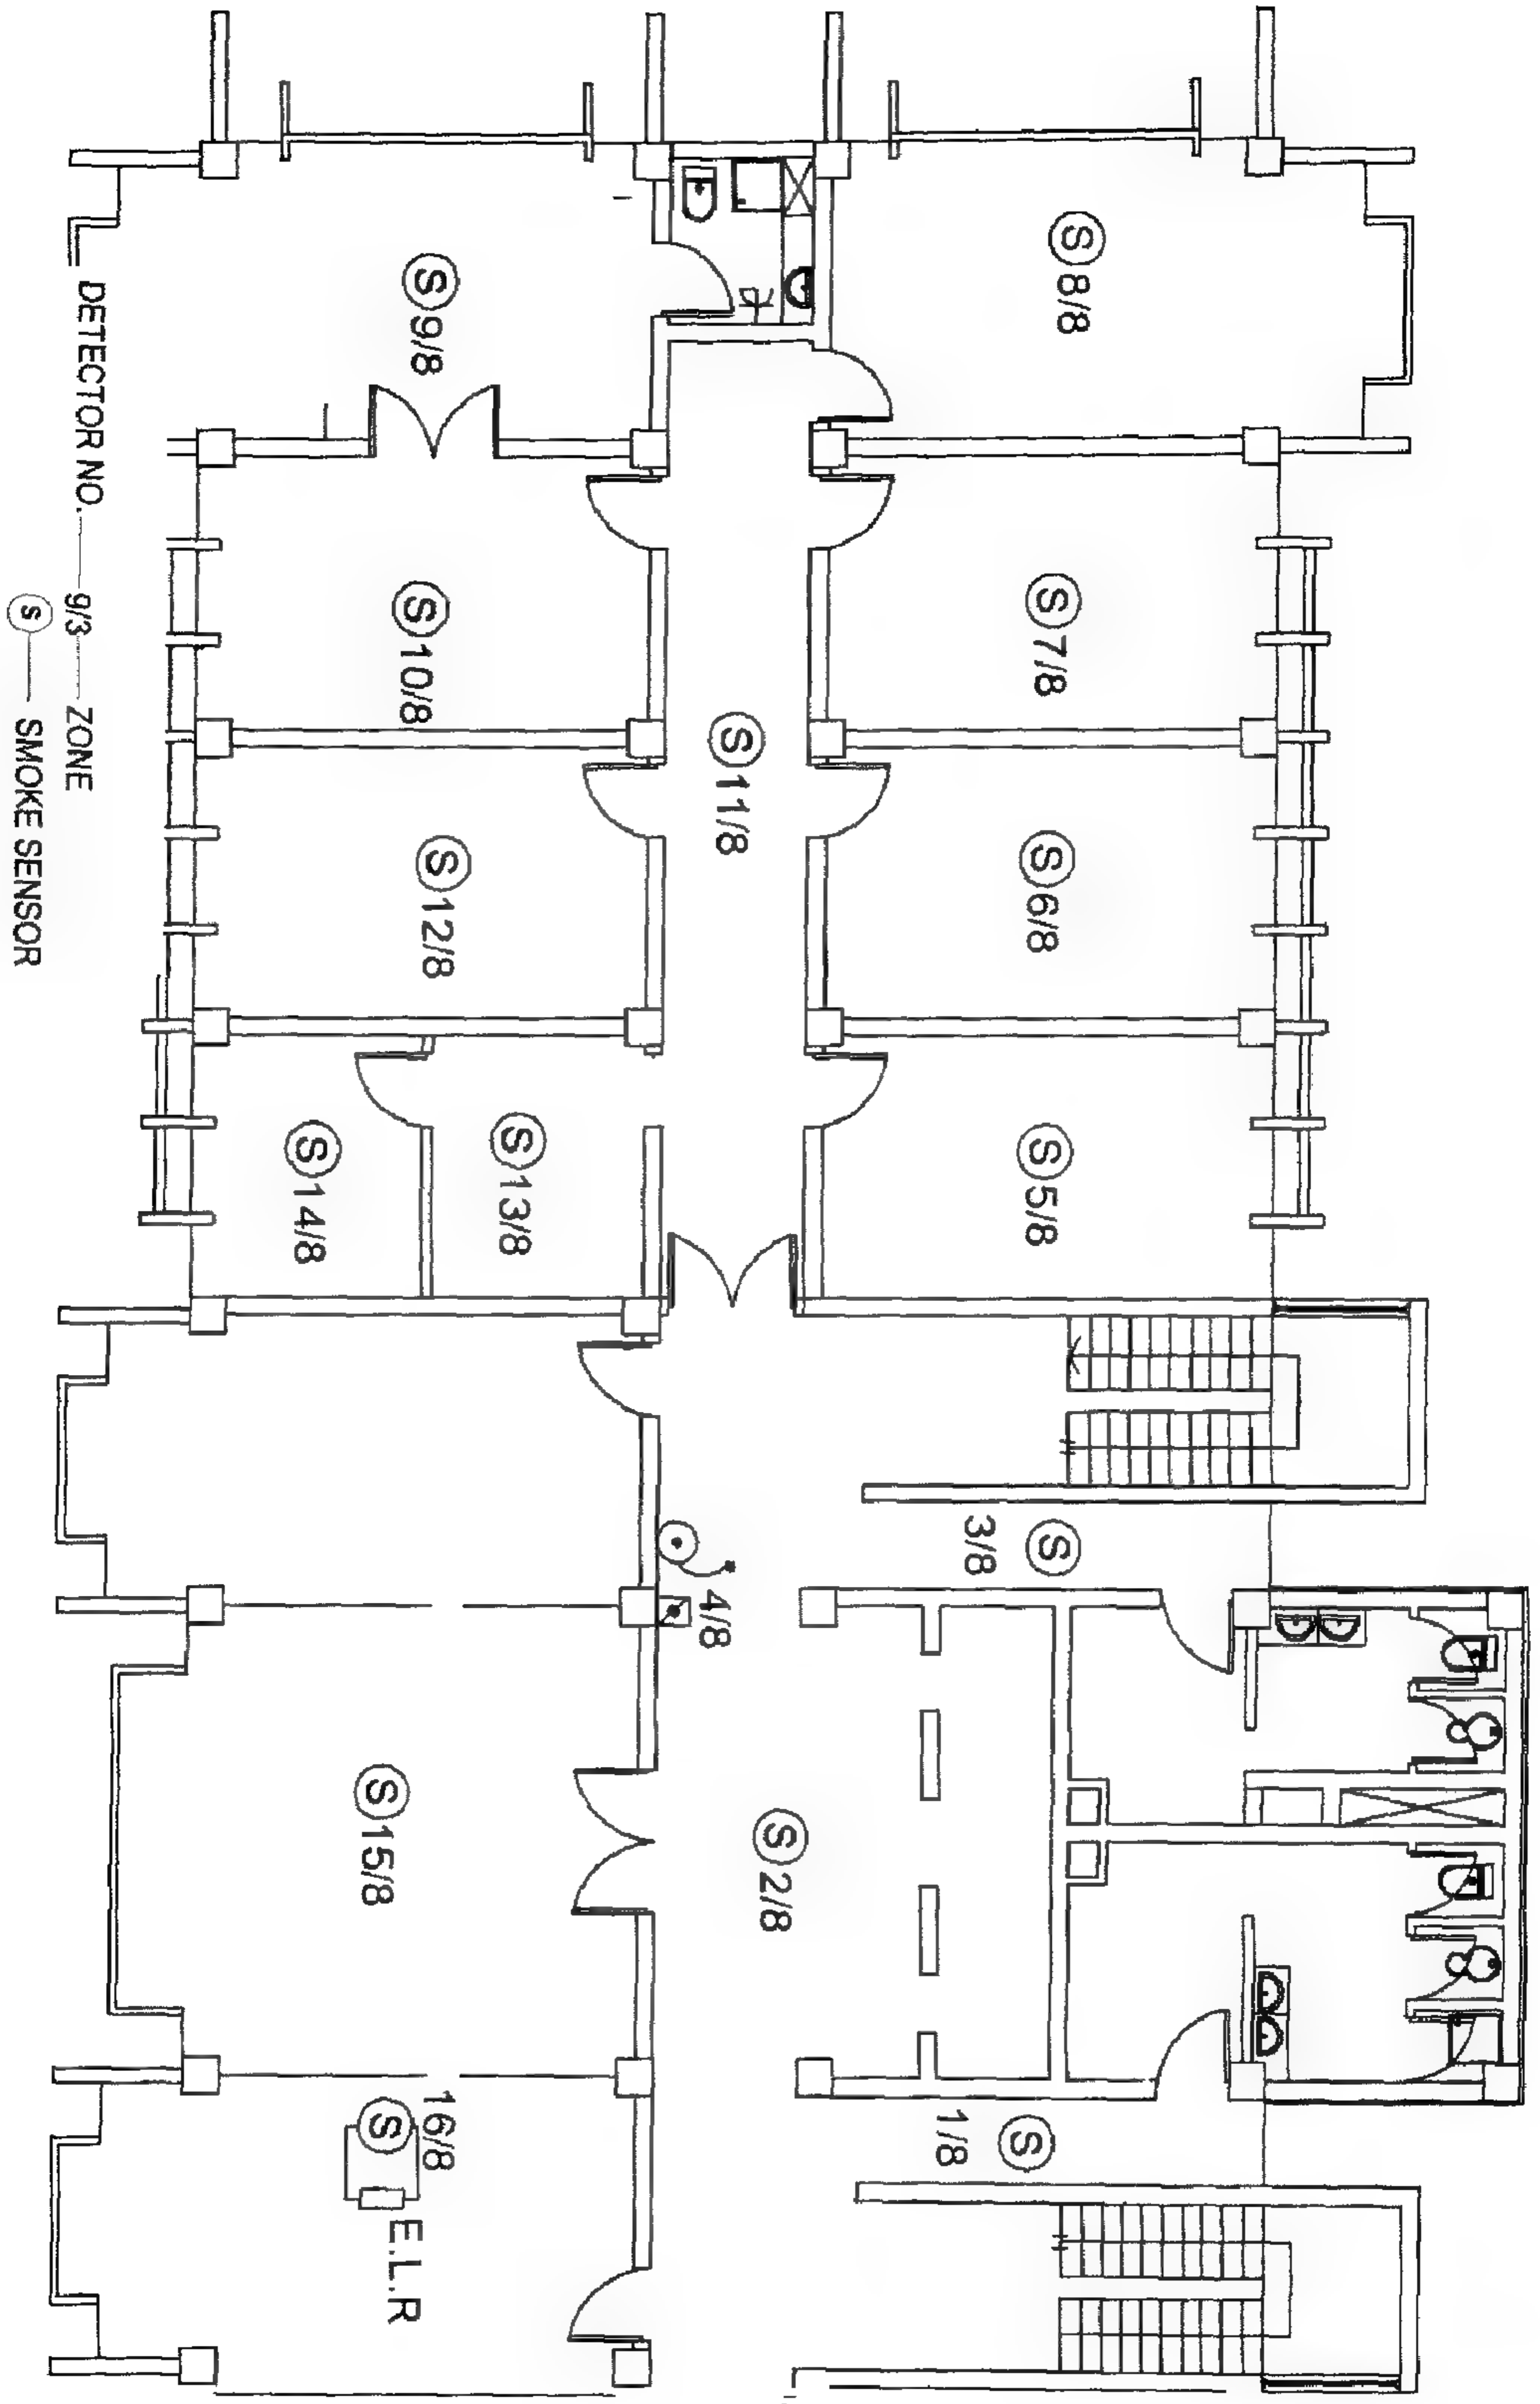 S 8/8
S 9/8
S 7/8
S 10/8
S 11/8
S 6/8
S 12/8
S 5/8
S 13/8
S 14/8
S
3/8
4/8
S 15/8
S 2/8
S
1/8
16/8
S
E.L.R
DETECTOR NO. 9/3 ZONE
S SMOKE SENSOR